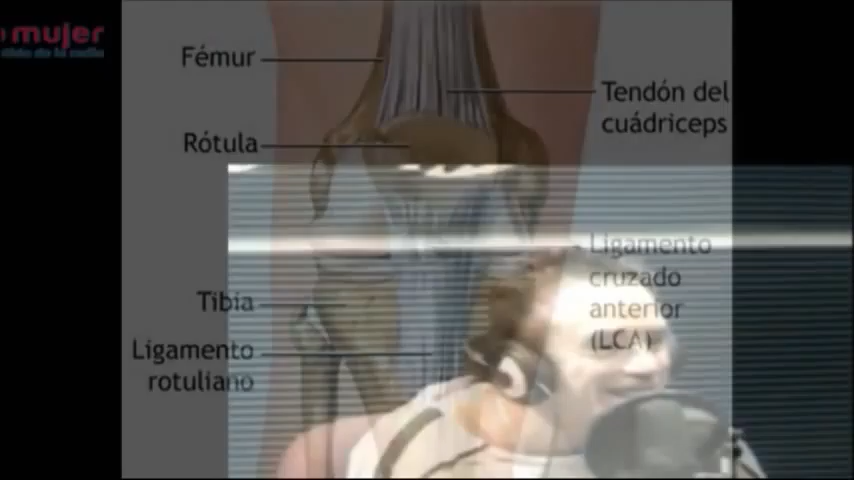 mujer
Fémur
Tendón del
cuádriceps
Rótula
Ligamento
cruzado
anterior
(LCA)
Tibia
Ligamento
rotuliano